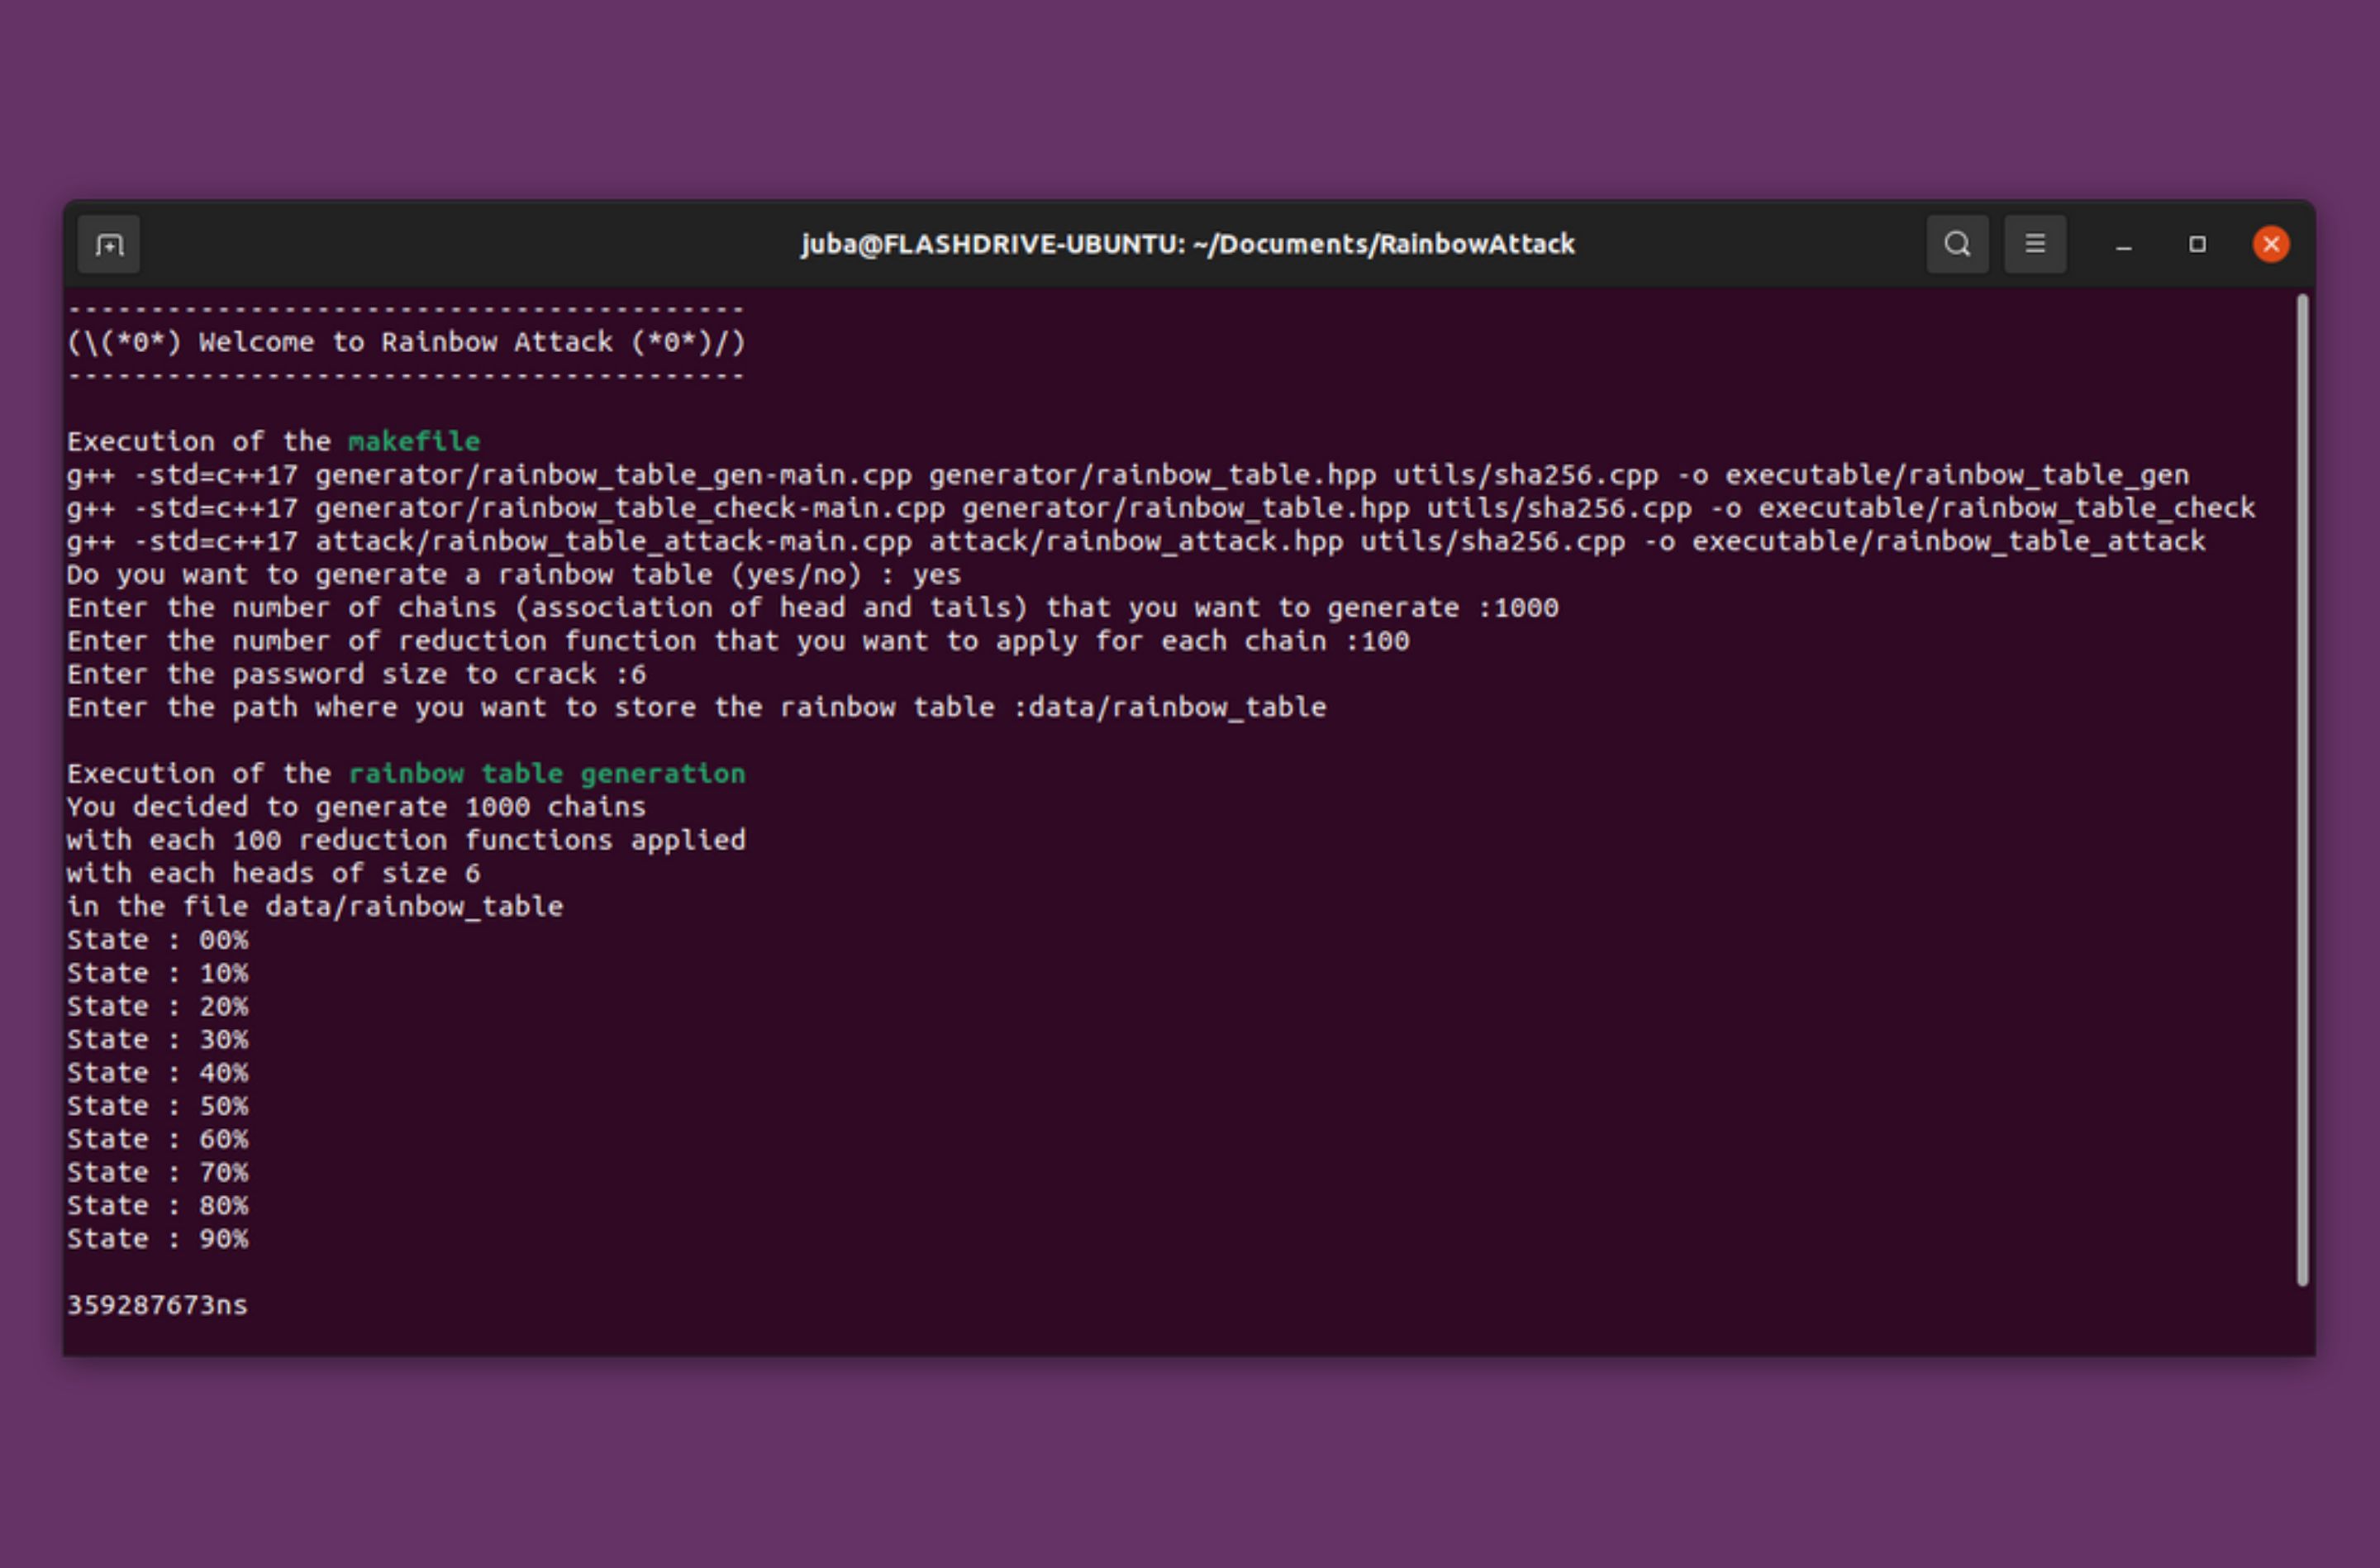 juba@FLASHDRIVE-UBUNTU: ~/Documents/RainbowAttack
-----------------------------------------
(\(*0*) Welcome to Rainbow Attack (*0*)/)
-----------------------------------------
Execution of the makefile
g++ -std=c++17 generator/rainbow_table_gen-main.cpp generator/rainbow_table.hpp utils/sha256.cpp -o executable/rainbow_table_gen
g++ -std=c++17 generator/rainbow_table_check-main.cpp generator/rainbow_table.hpp utils/sha256.cpp -o executable/rainbow_table_check
g++ -std=c++17 attack/rainbow_table_attack-main.cpp attack/rainbow_attack.hpp utils/sha256.cpp -o executable/rainbow_table_attack
Do you want to generate a rainbow table (yes/no) : yes
Enter the number of chains (association of head and tails) that you want to generate :1000
Enter the number of reduction function that you want to apply for each chain :100
Enter the password size to crack :6
Enter the path where you want to store the rainbow table :data/rainbow_table
Execution of the rainbow table generation
You decided to generate 1000 chains
with each 100 reduction functions applied
with each heads of size 6
in the file data/rainbow_table
State : 00%
State : 10%
State : 20%
State : 30%
State : 40%
State : 50%
State : 60%
State : 70%
State : 80%
State : 90%
359287673ns